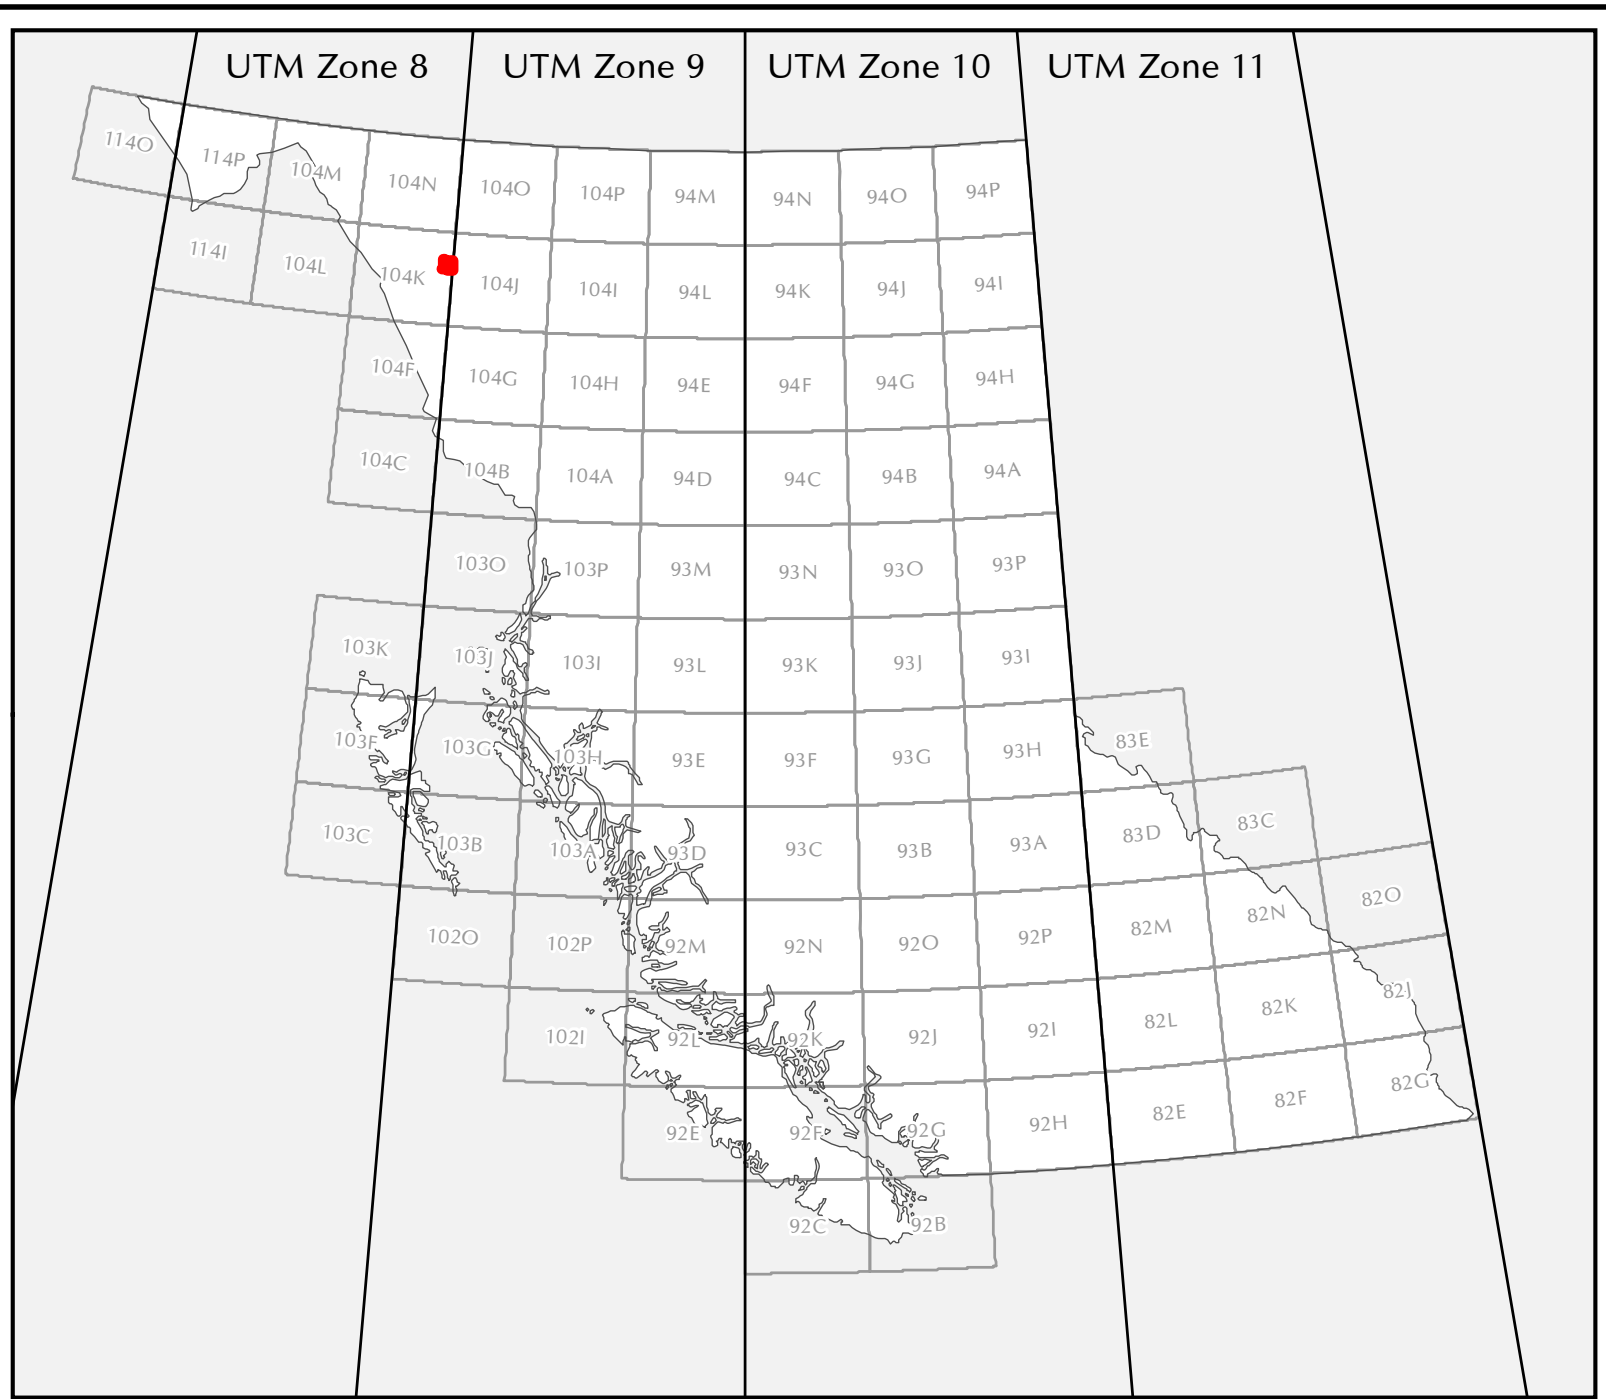 UTM Zone 8 UTM Zone 9 UTM Zone 10 UTM Zone 11
114O 114P 104M 104N 104O 104P 94M 94N 94O 94P
114I 104L 104K 104J 104I 94L 94K 94J 94I
104F 104G 104H 94E 94F 94G 94H
104C 104B 104A 94D 94C 94B 94A
103O 103P 93M 93N 93O 93P
103K 103J 103I 93L 93K 93J 93I
103F 103G 103H 93E 93F 93G 93H 83E
103C 103B 103A 93D 93C 93B 93A 83D 83C
102O 102P 92M 92N 92O 92P 82M 82N 82O
102I 92L 92K 92J 92I 82L 82K 82J
92E 92F 92G 92H 82E 82F 82G
92C 92B